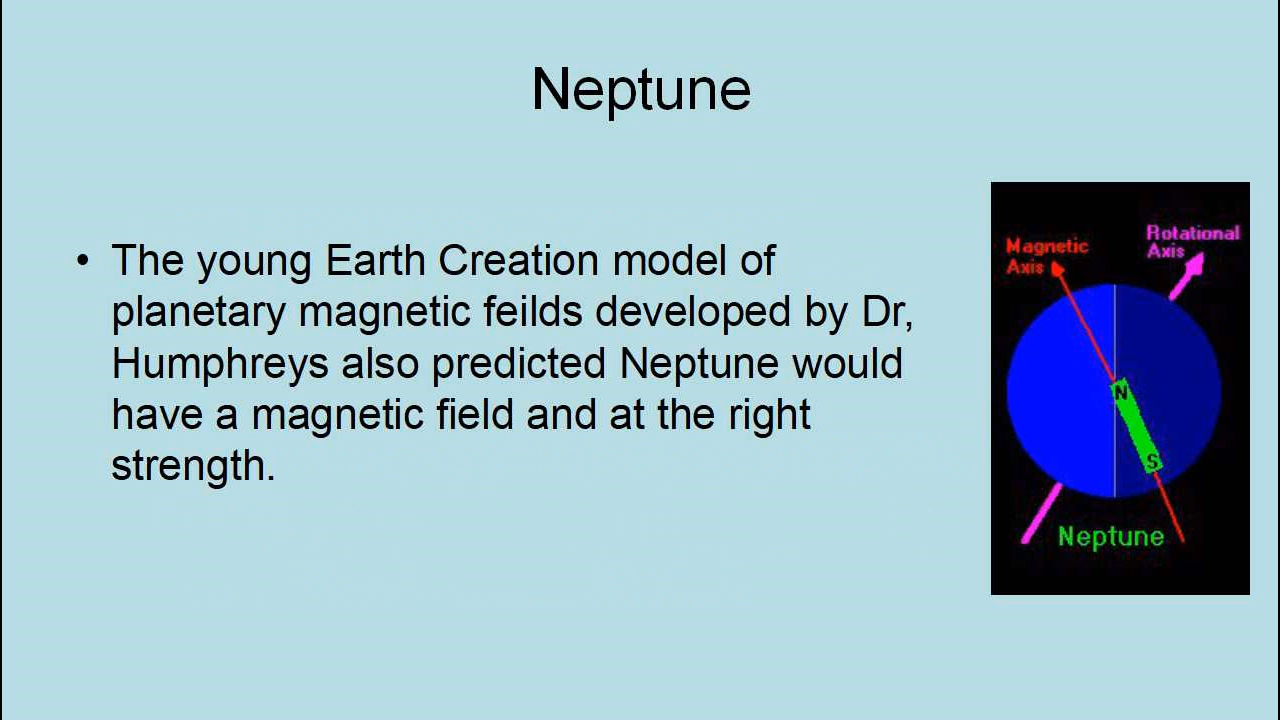 Neptune
• The young Earth Creation model of
planetary magnetic feilds developed by Dr,
Humphreys also predicted Neptune would
have a magnetic field and at the right
strength.
Magnetic
Axis
Rotational
Axis
N
S
Neptune